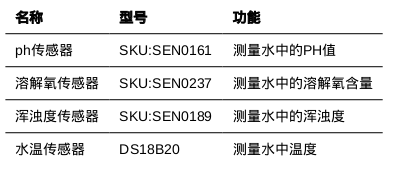 名称 型号 功能
ph传感器 SKU:SEN0161 测量水中的PH值
溶解氧传感器 SKU:SEN0237 测量水中的溶解氧含量
浑浊度传感器 SKU:SEN0189 测量水中的浑浊度
水温传感器 DS18B20 测量水中温度